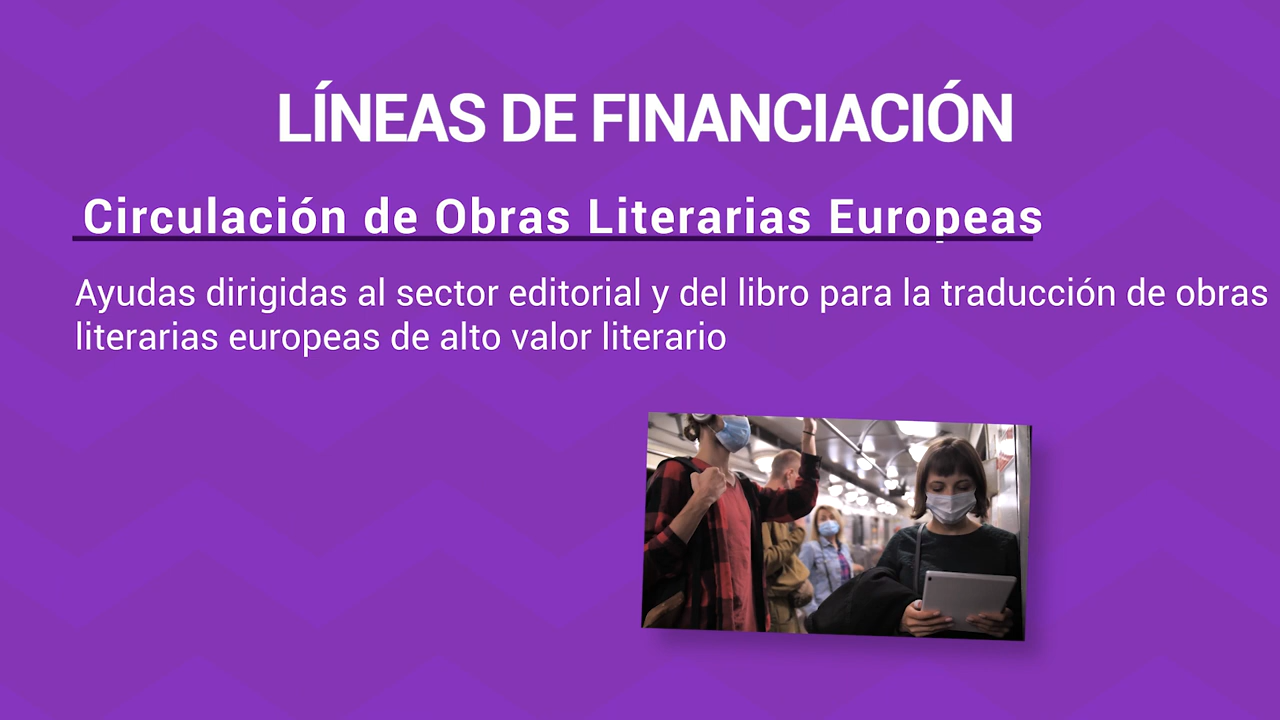 LÍNEAS DE FINANCIACIÓN
Circulación de Obras Literarias Europeas
Ayudas dirigidas al sector editorial y del libro para la traducción de obras
literarias europeas de alto valor literario